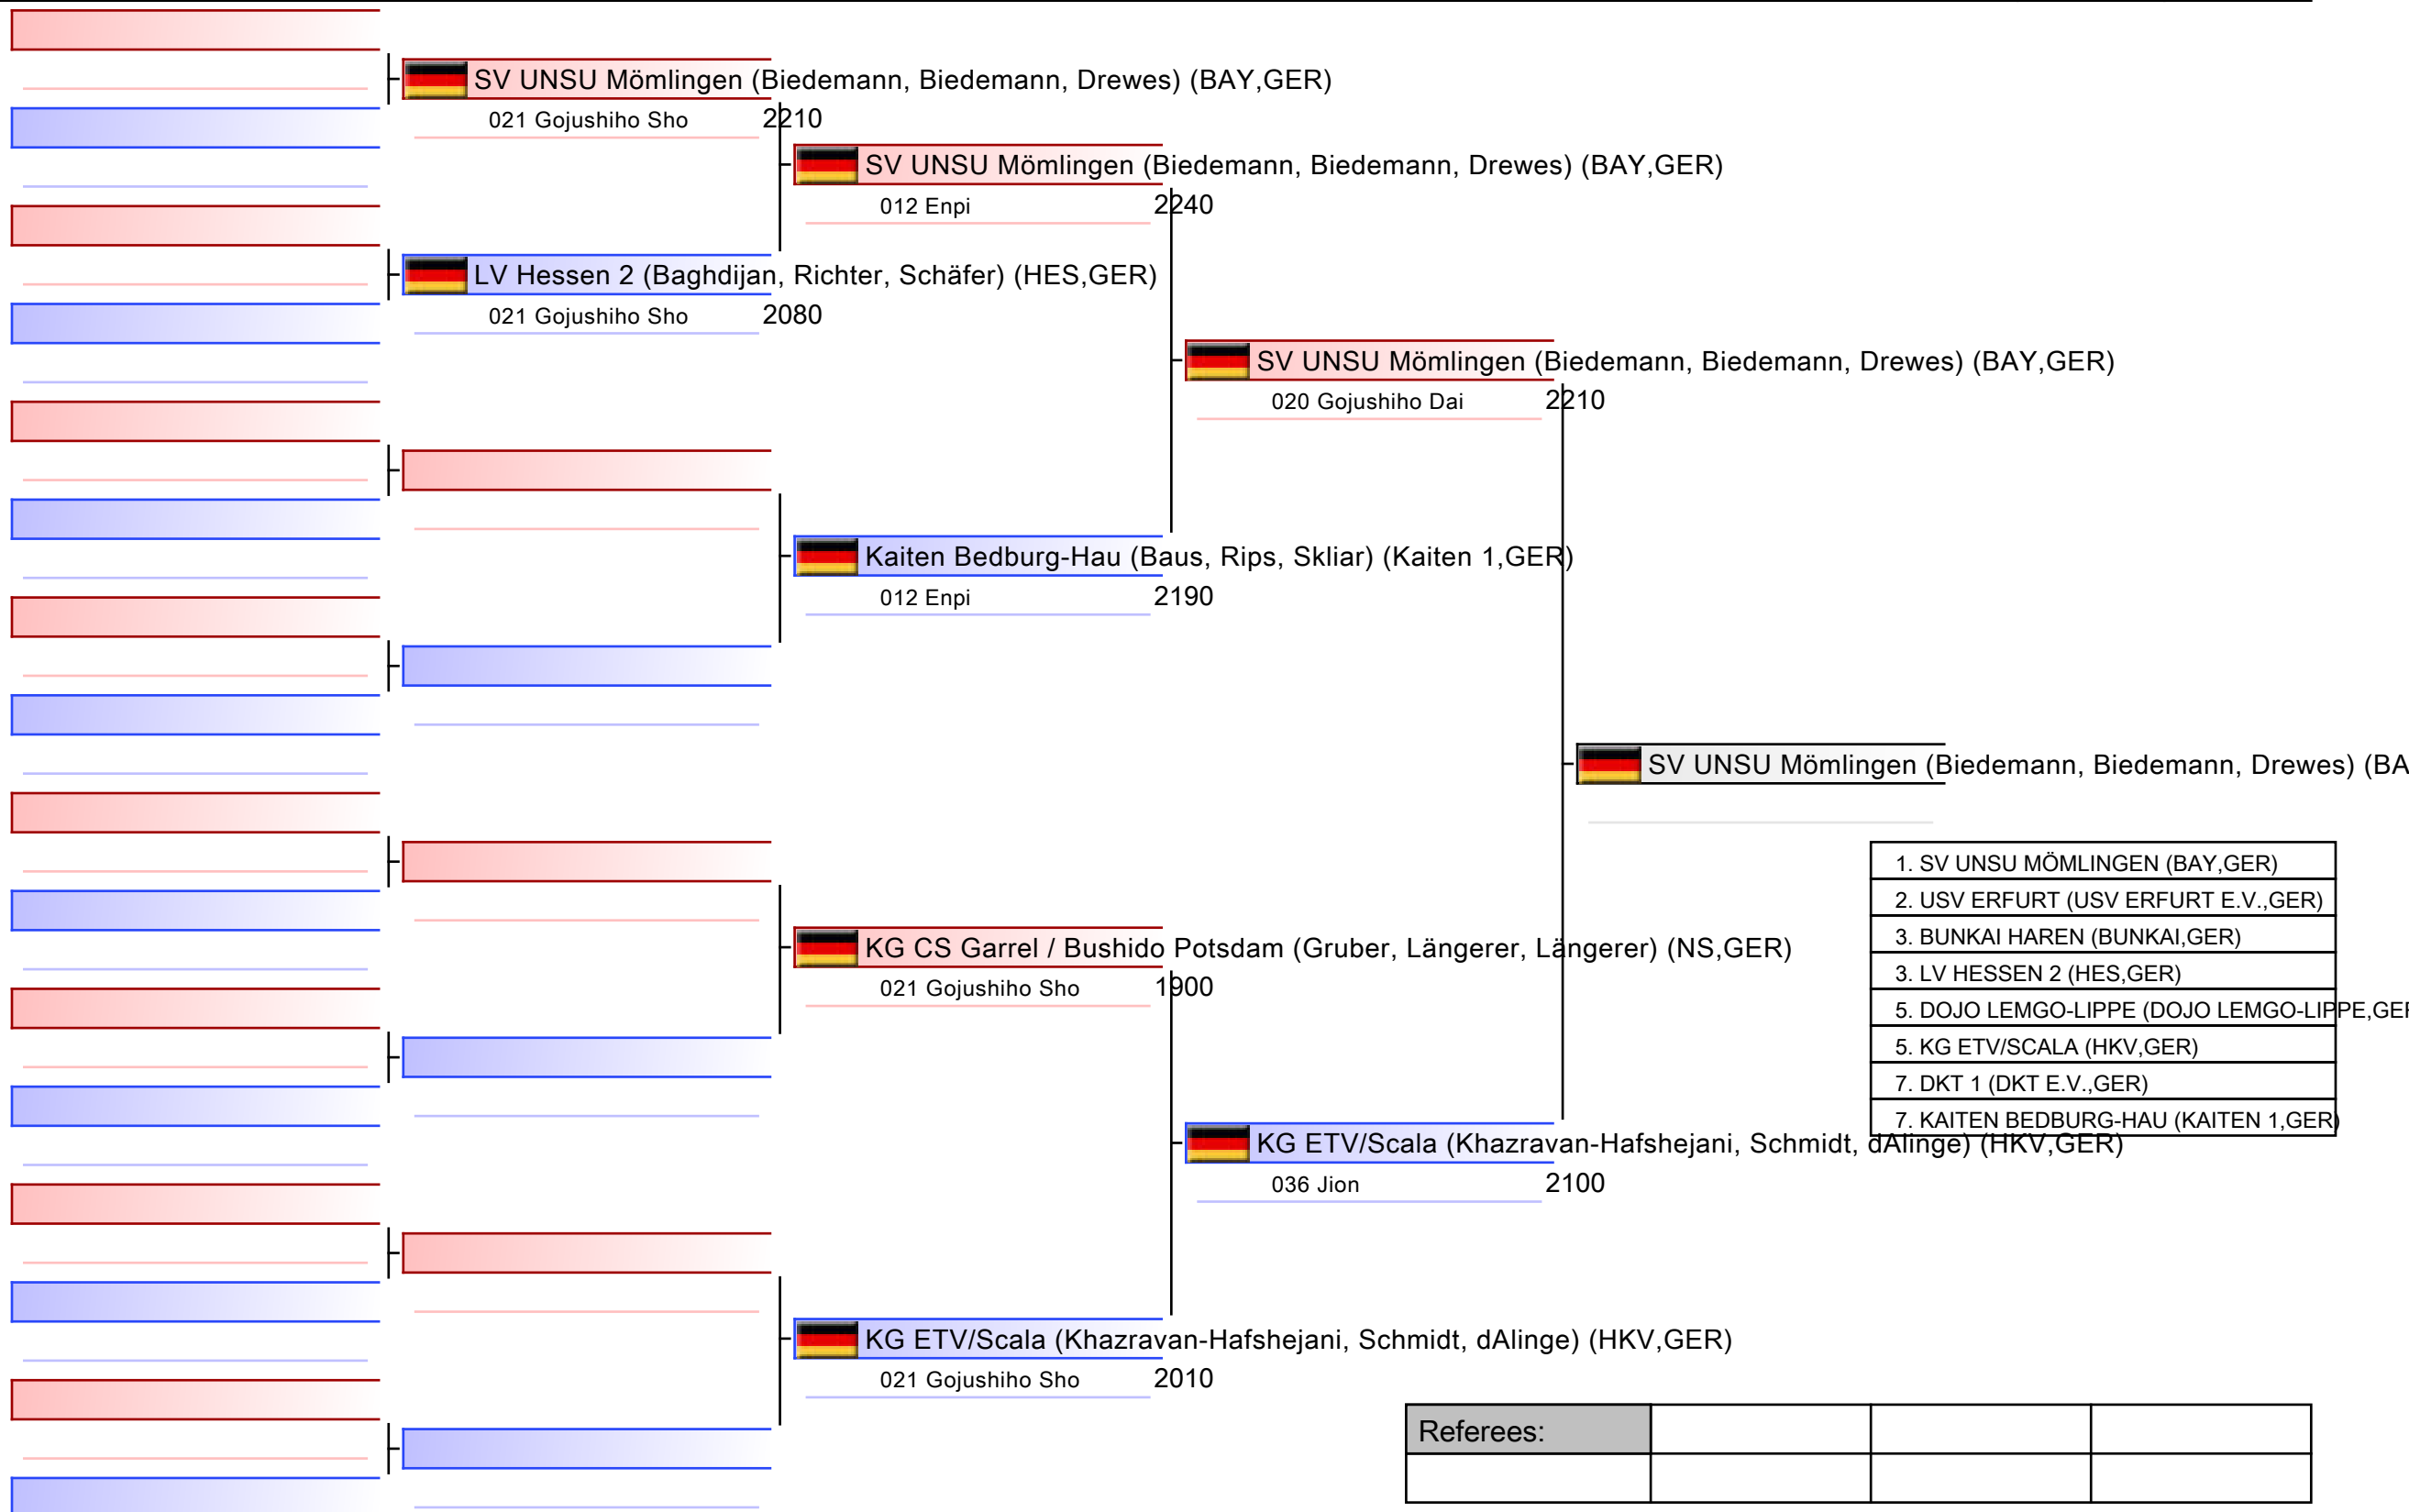 SV UNSU Mömlingen (Biedemann, Biedemann, Drewes) (BAY,GER)
021 Gojushiho Sho 2210
SV UNSU Mömlingen (Biedemann, Biedemann, Drewes) (BAY,GER)
012 Enpi 2240
LV Hessen 2 (Baghdijan, Richter, Schäfer) (HES,GER)
021 Gojushiho Sho 2080
SV UNSU Mömlingen (Biedemann, Biedemann, Drewes) (BAY,GER)
020 Gojushiho Dai 2210
Kaiten Bedburg-Hau (Baus, Rips, Skliar) (Kaiten 1,GER)
012 Enpi 2190
SV UNSU Mömlingen (Biedemann, Biedemann, Drewes) (BA
1. SV UNSU MÖMLINGEN (BAY,GER)
2. USV ERFURT (USV ERFURT E.V.,GER)
3. BUNKAI HAREN (BUNKAI,GER)
3. LV HESSEN 2 (HES,GER)
5. DOJO LEMGO-LIPPE (DOJO LEMGO-LIPPE,GER
5. KG ETV/SCALA (HKV,GER)
7. DKT 1 (DKT E.V.,GER)
7. KAITEN BEDBURG-HAU (KAITEN 1,GER)
KG CS Garrel / Bushido Potsdam (Gruber, Längerer, Längerer) (NS,GER)
021 Gojushiho Sho 1900
KG ETV/Scala (Khazravan-Hafshejani, Schmidt, dAlinge) (HKV,GER)
036 Jion 2100
KG ETV/Scala (Khazravan-Hafshejani, Schmidt, dAlinge) (HKV,GER)
021 Gojushiho Sho 2010
Referees: